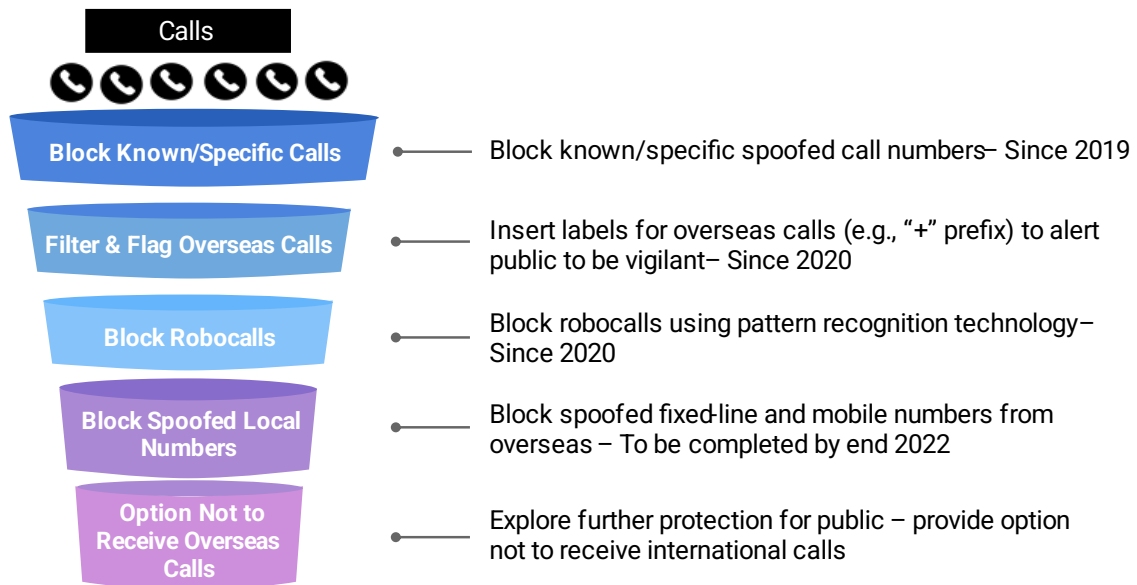 Calls
Block Known/Specific Calls
Block known/specific spoofed call numbers– Since 2019
Filter & Flag Overseas Calls
Insert labels for overseas calls (e.g., “+” prefix) to alert
public to be vigilant– Since 2020
Block Robocalls
Block robocalls using pattern recognition technology–
Since 2020
Block Spoofed Local
Numbers
Block spoofed fixed-line and mobile numbers from
overseas – To be completed by end 2022
Option Not to
Receive Overseas
Calls
Explore further protection for public – provide option
not to receive international calls